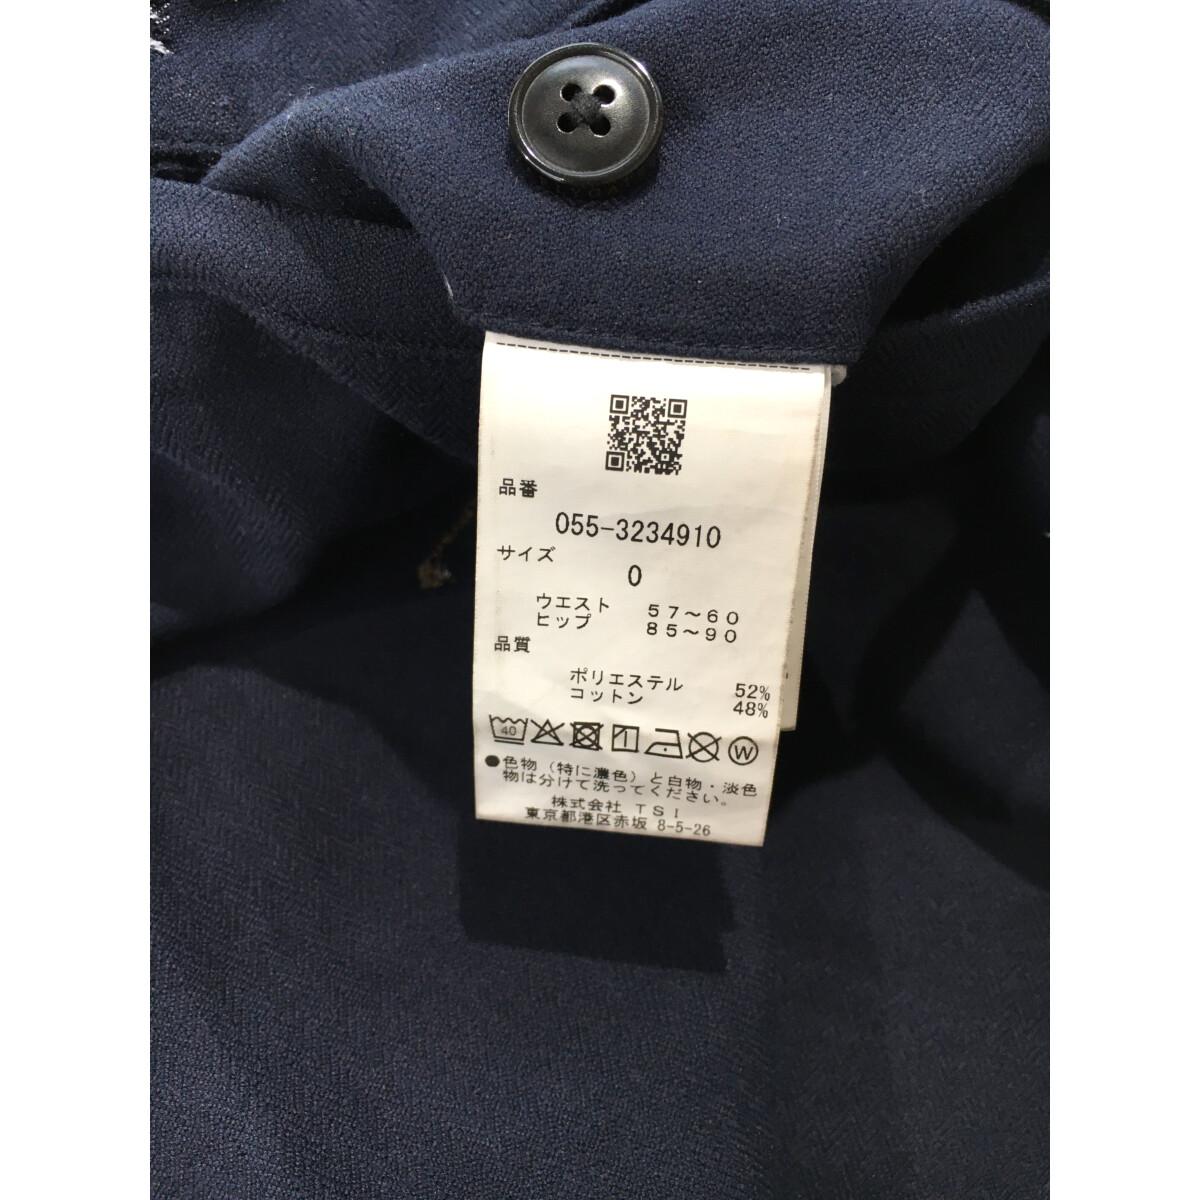 品番
055-3234910
サイズ
0
ウエスト 57～60
ヒップ 85～90
品質
ポリエステル 52%
コットン 48%
40 W
●色物（特に濃色）と白物・淡色
物は分けて洗ってください。
株式会社 TSI
東京都港区赤坂 8-5-26